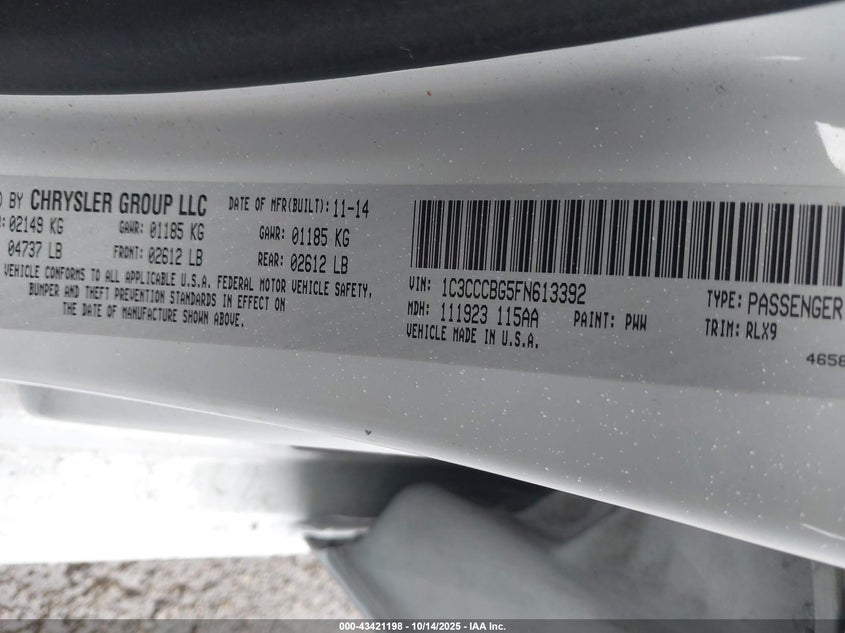 ) BY CHRYSLER GROUP LLC DATE OF MFR(BUILT): 11-14
: 02149 KG GAWR: 01185 KG GAWR: 01185 KG
04737 LB FRONT: 02612 LB REAR: 02612 LB
VEHICLE CONFORMS TO ALL APPLICABLE U.S.A. FEDERAL MOTOR VEHICLE SAFETY,
BUMPER AND THEFT PREVENTION STANDARDS IN EFFECT ON
THE DATE OF MANUFACTURE SHOWN ABOVE.
VIN: 1C3CCCBG5FN613392 TYPE: PASSENGER
MDH: 111923 115AA PAINT: PWW TRIM: RLX9
VEHICLE MADE IN U.S.A.
4658
000-43421198 - 10/14/2025 - IAA Inc.